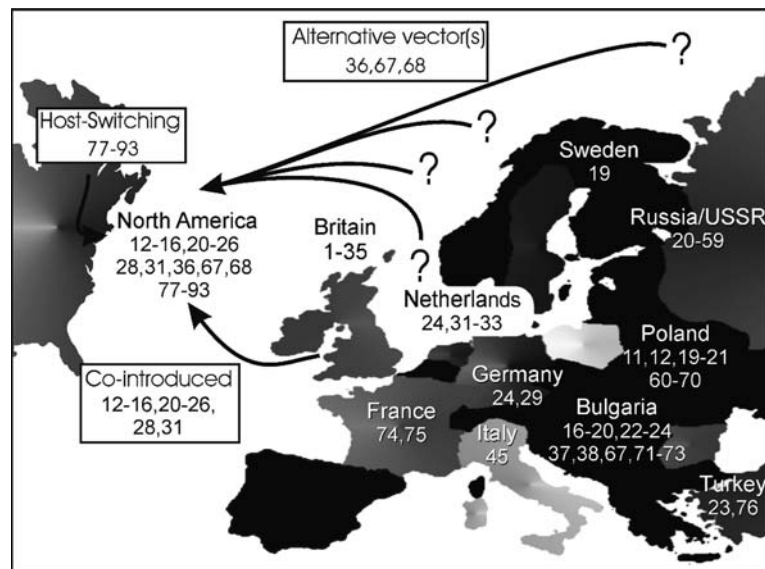 Alternative vector(s)
36,67,68
?
Host-Switching
77-93
?
?
Sweden
19
North America
12-16,20-26
28,31,36,67,68
77-93
Britain
1-35
Russia/USSR
20-59
?
Netherlands
24,31-33
Poland
11,12,19-21
60-70
Co-introduced
12-16,20-26,
28,31
Germany
24,29
France
74,75
Italy
45
Bulgaria
16-20,22-24
37,38,67,71-73
Turkey
23,76